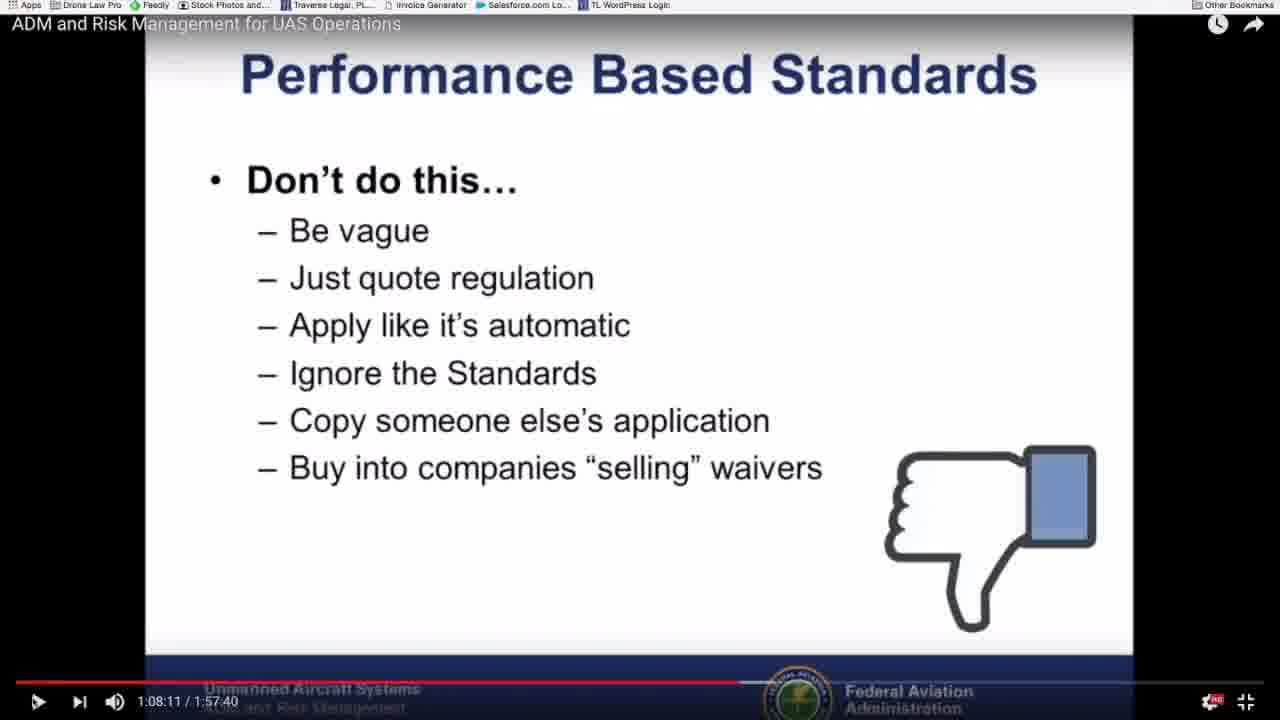 Apps Drone Law Pro Feedly Stock Photos and... Traverse Legal, PL... Invoice Generator Salesforce.com Lo... TL WordPress Login Other Bookmarks
ADM and Risk Management for UAS Operations
Performance Based Standards
• Don't do this...
– Be vague
– Just quote regulation
– Apply like it's automatic
– Ignore the Standards
– Copy someone else's application
– Buy into companies “selling” waivers
Unmanned Aircraft Systems
ADM and Risk Management
Federal Aviation
Administration
1:08:11 / 1:57:40
HD